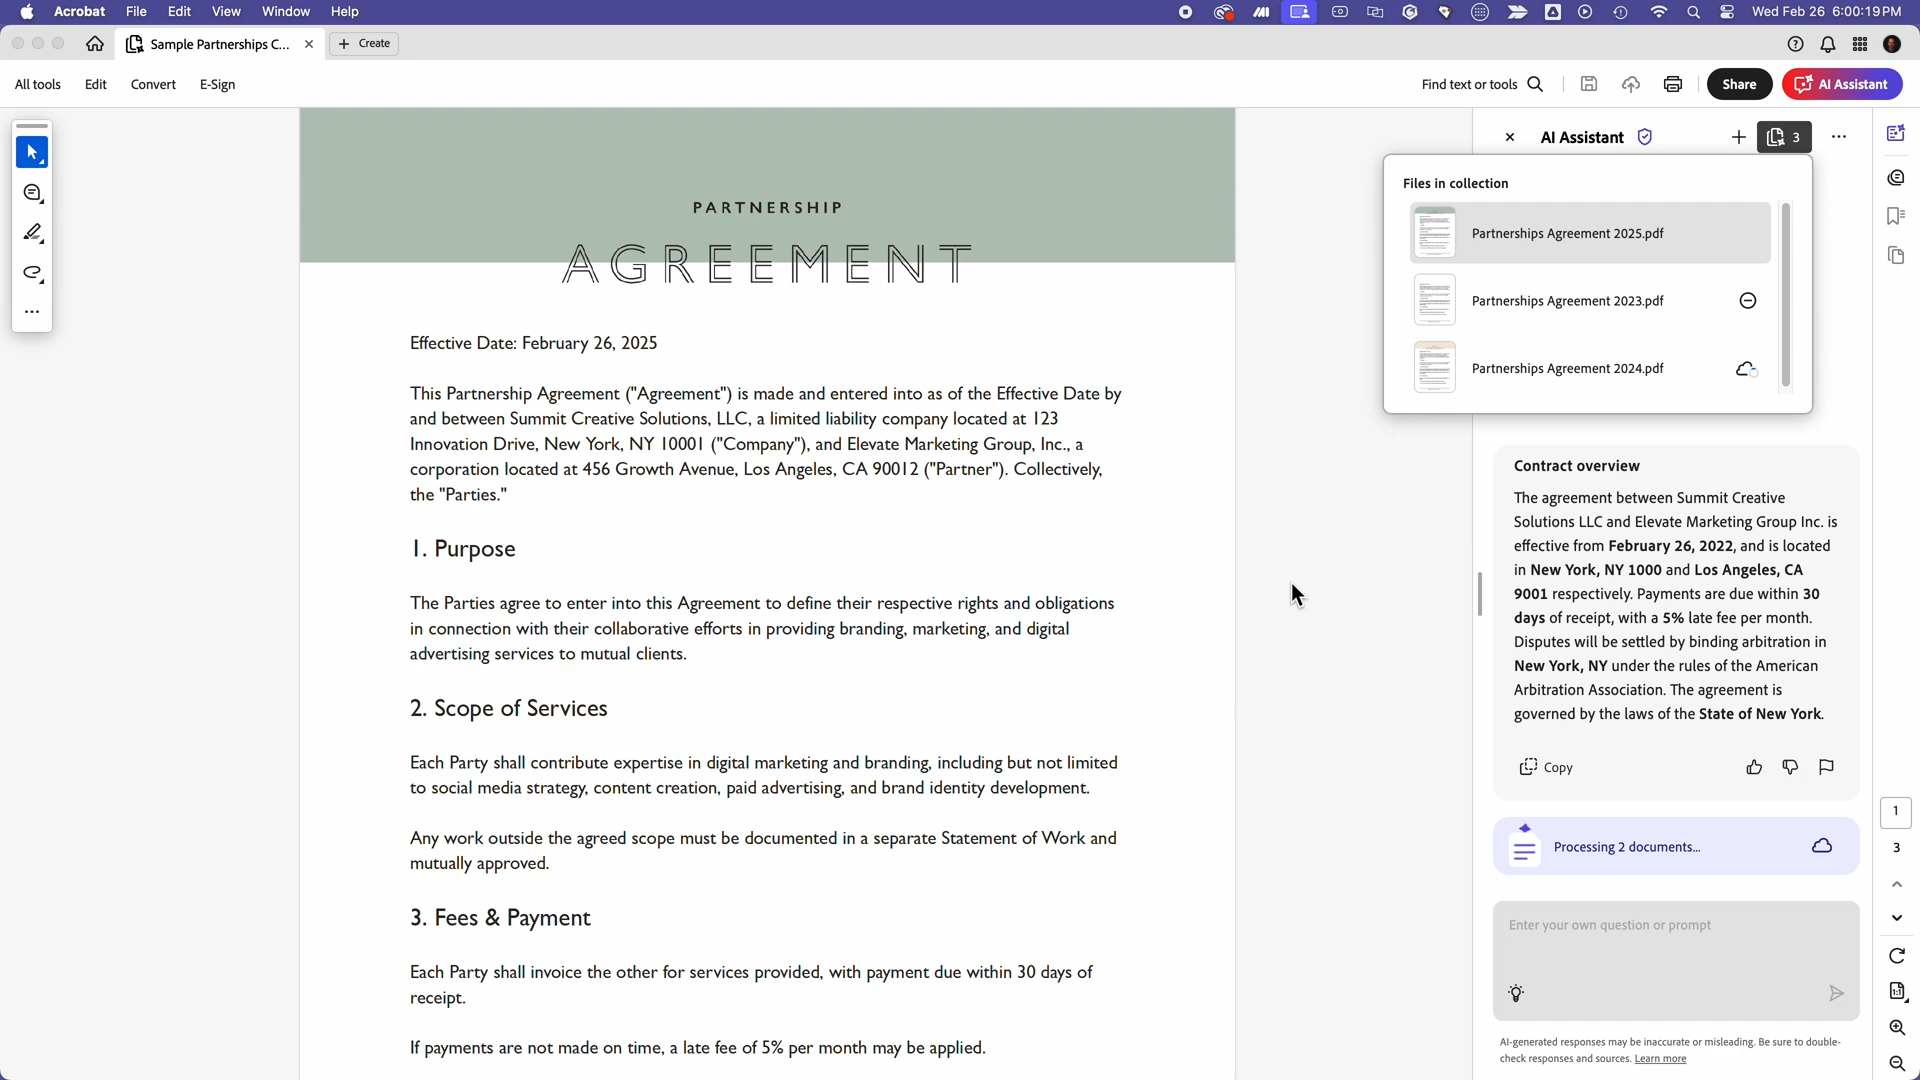 Acrobat File Edit View Window Help
Wed Feb 26 6:00:19 PM
Sample Partnerships C...
Create
All tools Edit Convert E-Sign
Find text or tools
Share
AI Assistant
AI Assistant
3
Files in collection
Partnerships Agreement 2025.pdf
Partnerships Agreement 2023.pdf
Partnerships Agreement 2024.pdf
PARTNERSHIP
AGREEMENT
Effective Date: February 26, 2025
This Partnership Agreement ("Agreement") is made and entered into as of the Effective Date by
and between Summit Creative Solutions, LLC, a limited liability company located at 123
Innovation Drive, New York, NY 10001 ("Company"), and Elevate Marketing Group, Inc., a
corporation located at 456 Growth Avenue, Los Angeles, CA 90012 ("Partner"). Collectively,
the "Parties."
1. Purpose
The Parties agree to enter into this Agreement to define their respective rights and obligations
in connection with their collaborative efforts in providing branding, marketing, and digital
advertising services to mutual clients.
2. Scope of Services
Each Party shall contribute expertise in digital marketing and branding, including but not limited
to social media strategy, content creation, paid advertising, and brand identity development.
Any work outside the agreed scope must be documented in a separate Statement of Work and
mutually approved.
3. Fees & Payment
Each Party shall invoice the other for services provided, with payment due within 30 days of
receipt.
If payments are not made on time, a late fee of 5% per month may be applied.
Contract overview
The agreement between Summit Creative
Solutions LLC and Elevate Marketing Group Inc. is
effective from February 26, 2022, and is located
in New York, NY 1000 and Los Angeles, CA
9001 respectively. Payments are due within 30
days of receipt, with a 5% late fee per month.
Disputes will be settled by binding arbitration in
New York, NY under the rules of the American
Arbitration Association. The agreement is
governed by the laws of the State of New York.
Copy
Processing 2 documents...
Enter your own question or prompt
AI-generated responses may be inaccurate or misleading. Be sure to double-
check responses and sources. Learn more
1
3